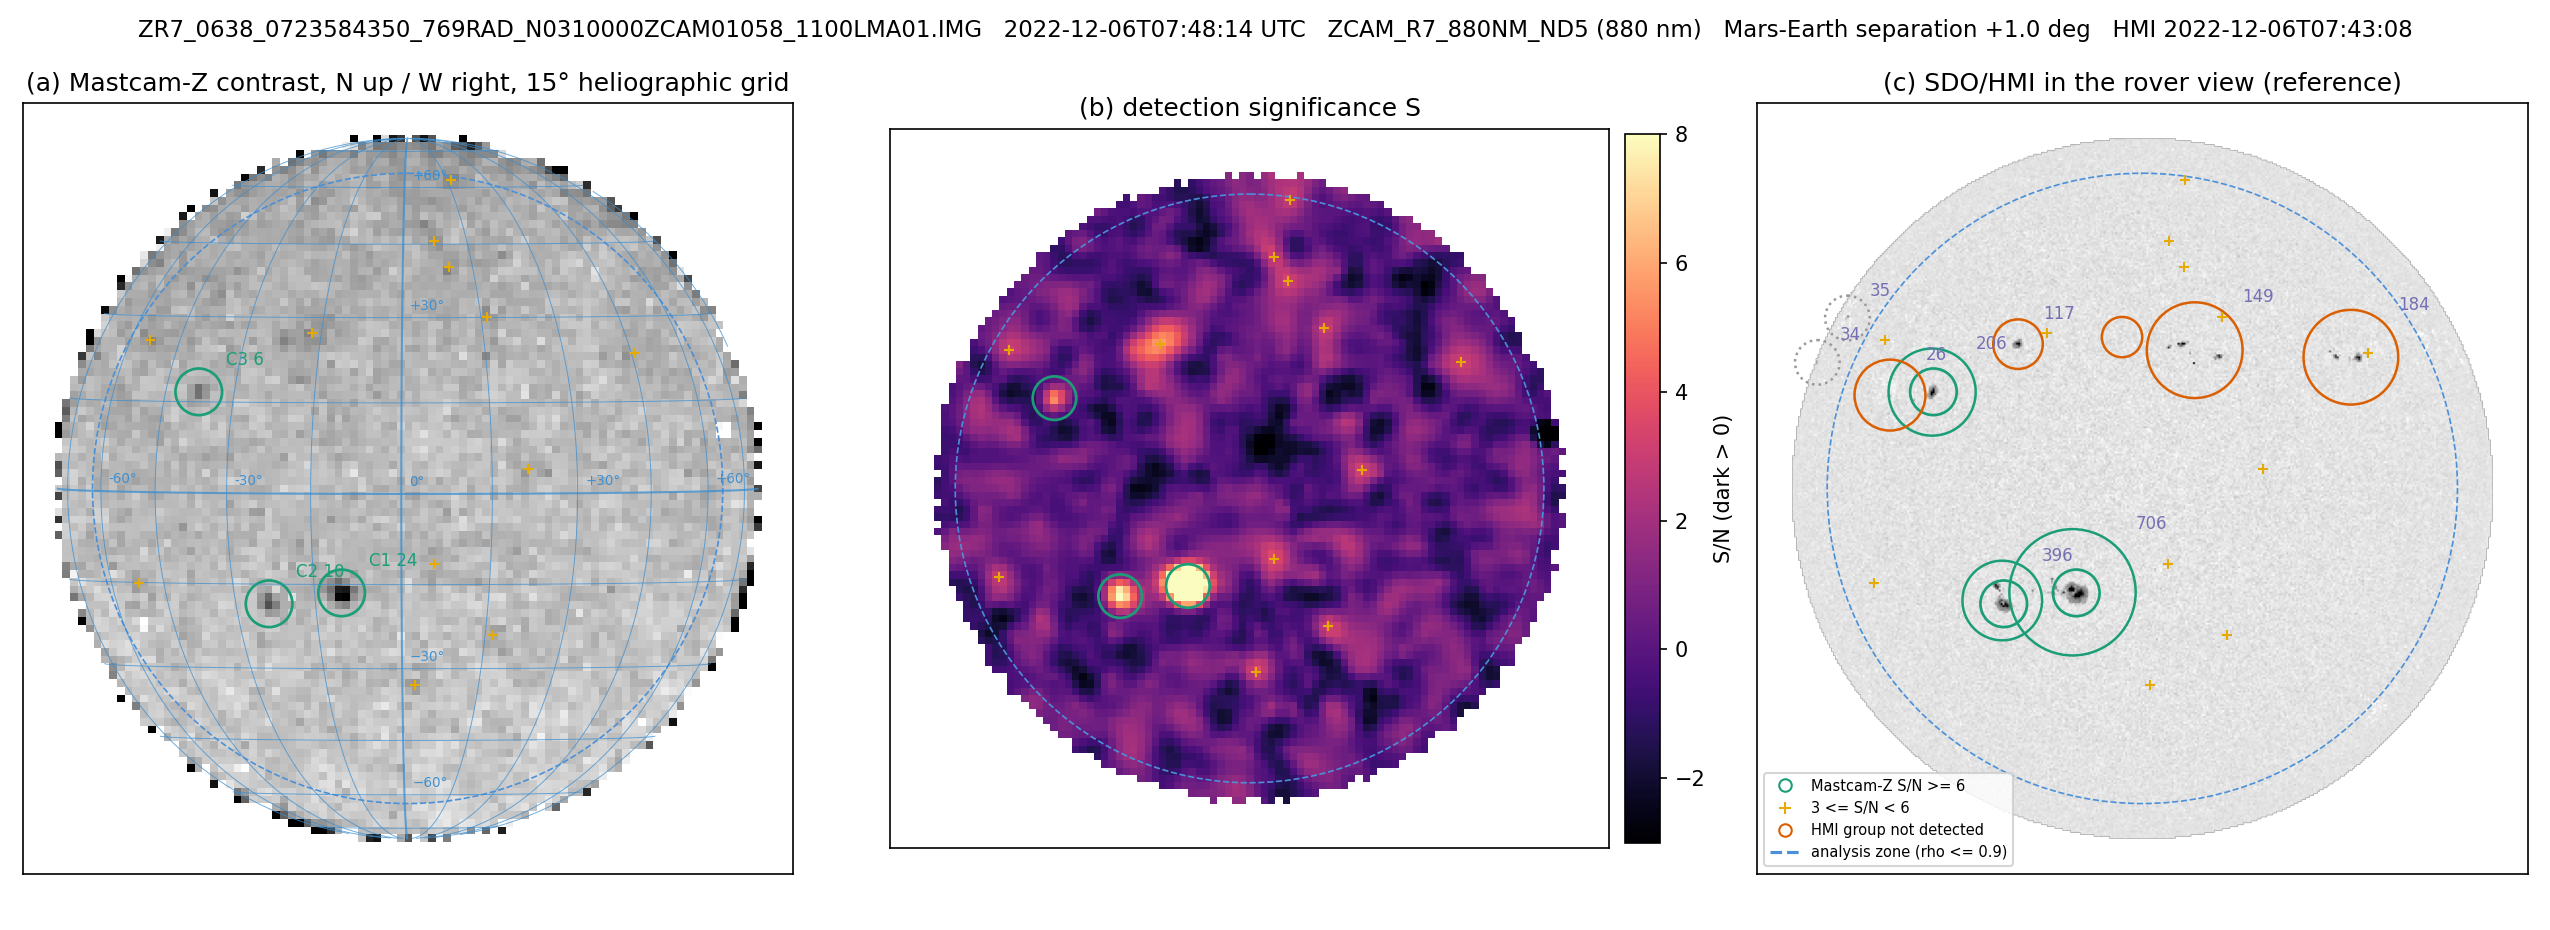 ZR7_0638_0723584350_769RAD_N0310000ZCAM01058_1100LMA01.IMG   2022-12-06T07:48:14 UTC   ZCAM_R7_880NM_ND5 (880 nm)   Mars-Earth separation +1.0 deg   HMI 2022-12-06T07:43:08
(a) Mastcam-Z contrast, N up / W right, 15° heliographic grid
+60°
+30°
C3 6
-60°
-30°
0°
+30°
+60°
C2 10
C1 24
−30°
−60°
(b) detection significance S
8
6
4
2
0
−2
S/N (dark > 0)
(c) SDO/HMI in the rover view (reference)
35
34
26
206
117
149
184
706
396
Mastcam-Z S/N >= 6
3 <= S/N < 6
HMI group not detected
analysis zone (rho <= 0.9)